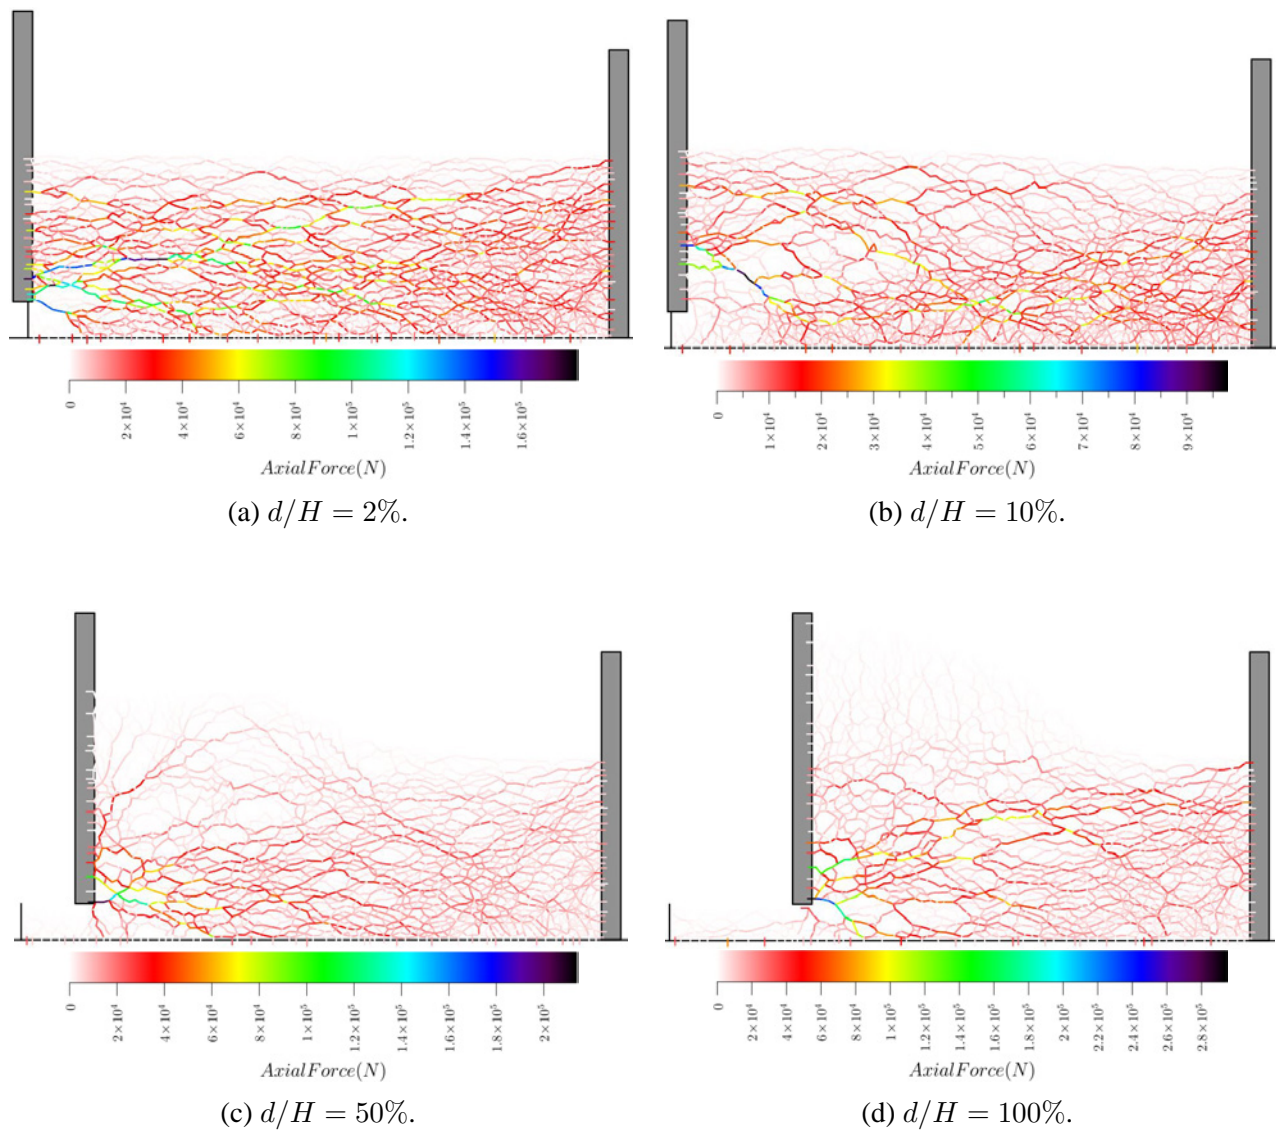 0 2×10⁴ 4×10⁴ 6×10⁴ 8×10⁴ 1×10⁵ 1.2×10⁵ 1.4×10⁵ 1.6×10⁵
AxialForce(N)
(a) d/H = 2%.
0 1×10⁴ 2×10⁴ 3×10⁴ 4×10⁴ 5×10⁴ 6×10⁴ 7×10⁴ 8×10⁴ 9×10⁴
AxialForce(N)
(b) d/H = 10%.
0 2×10⁴ 4×10⁴ 6×10⁴ 8×10⁴ 1×10⁵ 1.2×10⁵ 1.4×10⁵ 1.6×10⁵ 1.8×10⁵ 2×10⁵
AxialForce(N)
(c) d/H = 50%.
0 2×10⁴ 4×10⁴ 6×10⁴ 8×10⁴ 1×10⁵ 1.2×10⁵ 1.4×10⁵ 1.6×10⁵ 1.8×10⁵ 2×10⁵ 2.2×10⁵ 2.4×10⁵ 2.6×10⁵ 2.8×10⁵
AxialForce(N)
(d) d/H = 100%.